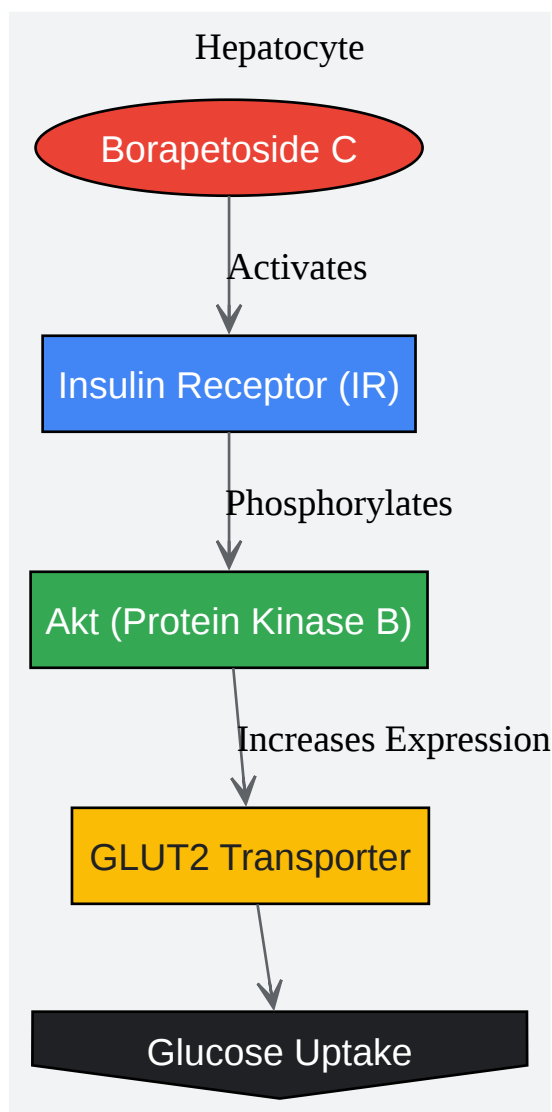 Hepatocyte
Borapetoside C
Activates
Insulin Receptor (IR)
Phosphorylates
Akt (Protein Kinase B)
Increases Expression
GLUT2 Transporter
Glucose Uptake